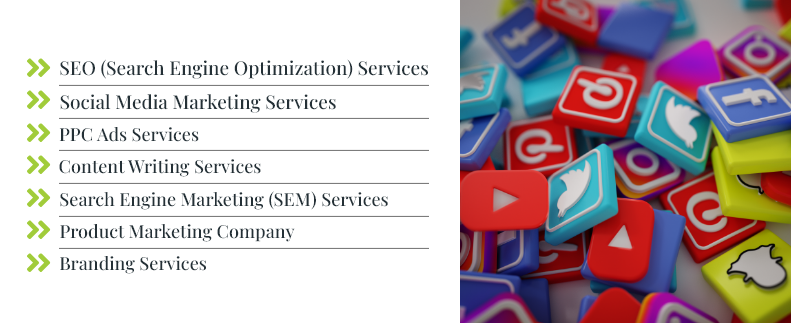 SEO (Search Engine Optimization) Services
Social Media Marketing Services
PPC Ads Services
Content Writing Services
Search Engine Marketing (SEM) Services
Product Marketing Company
Branding Services